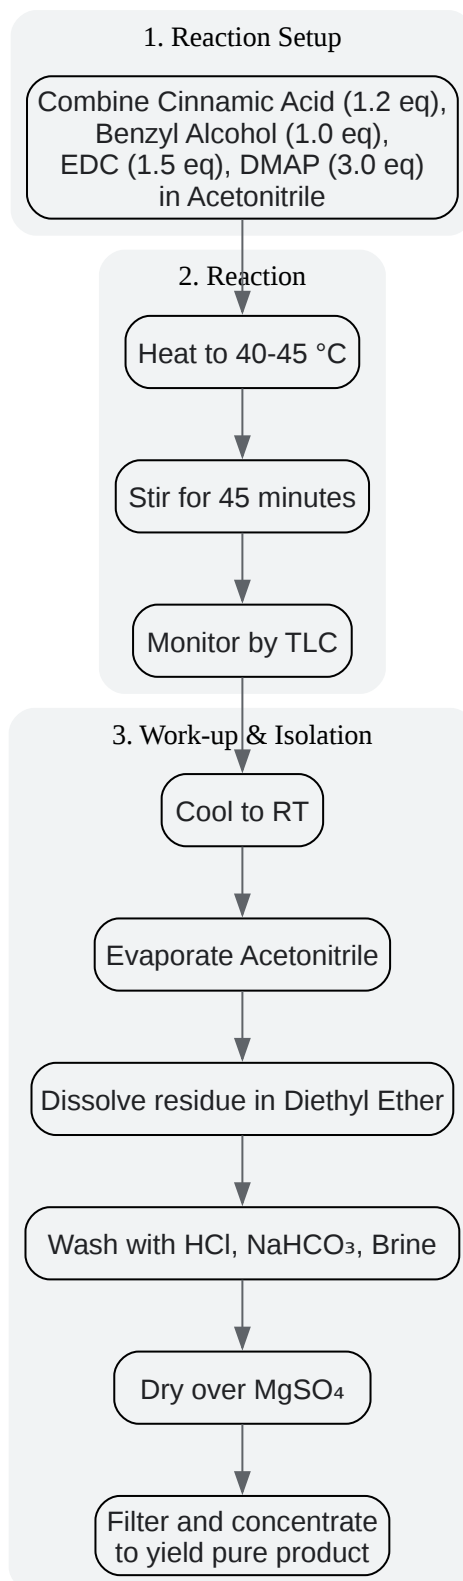 1. Reaction Setup
Combine Cinnamic Acid (1.2 eq),
Benzyl Alcohol (1.0 eq),
EDC (1.5 eq), DMAP (3.0 eq)
in Acetonitrile
2. Reaction
Heat to 40-45 °C
Stir for 45 minutes
Monitor by TLC
3. Work-up & Isolation
Cool to RT
Evaporate Acetonitrile
Dissolve residue in Diethyl Ether
Wash with HCl, NaHCO₃, Brine
Dry over MgSO₄
Filter and concentrate
to yield pure product